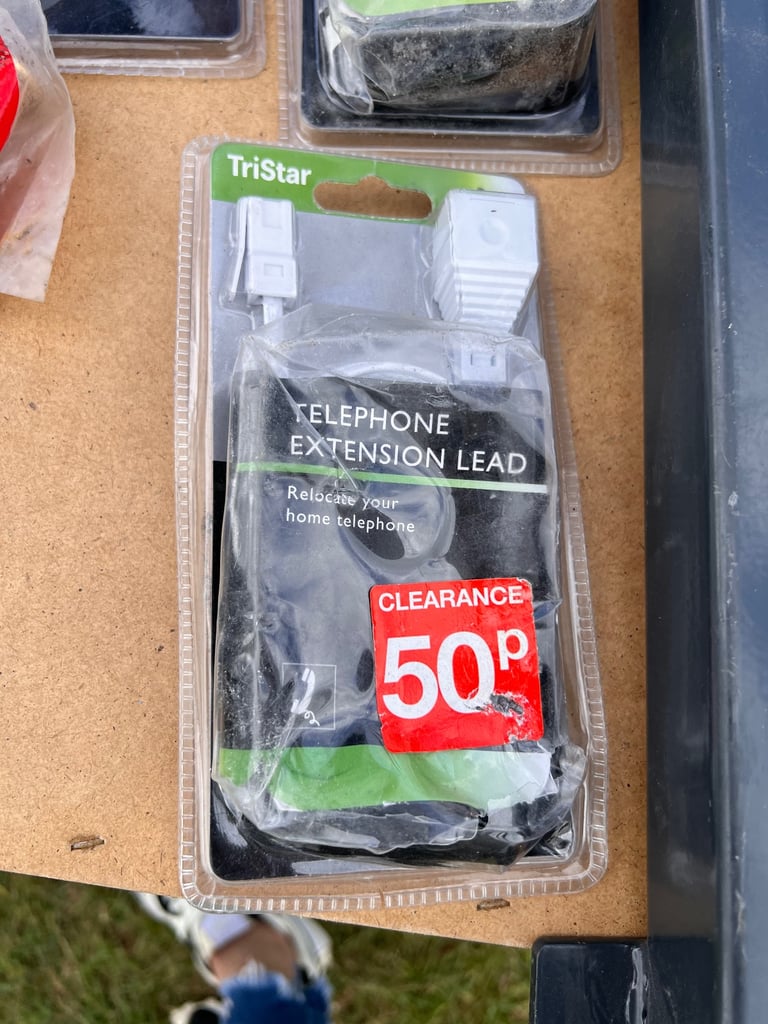 TriStar
TELEPHONE
EXTENSION LEAD
Relocate your
home telephone
CLEARANCE
50p